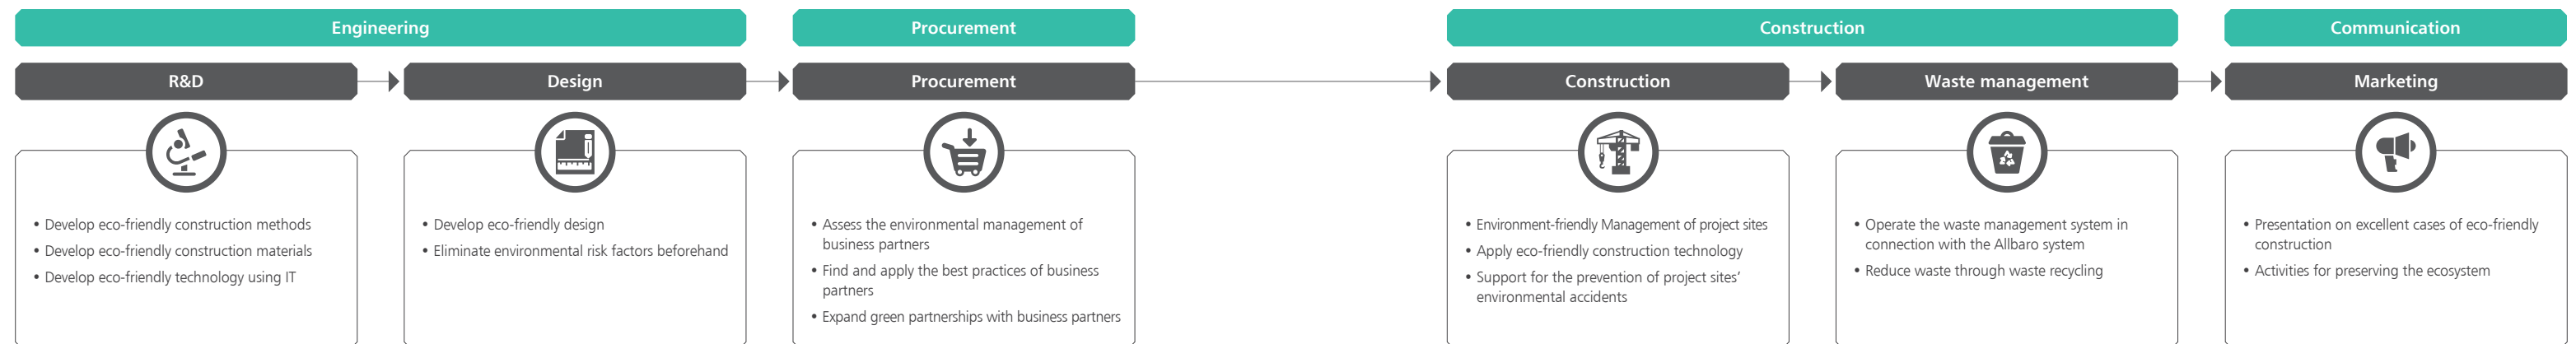 Engineering
Procurement
Construction
Communication
R&D
Design
Procurement
Construction
Waste management
Marketing
• Develop eco-friendly construction methods
• Develop eco-friendly construction materials
• Develop eco-friendly technology using IT
• Develop eco-friendly design
• Eliminate environmental risk factors beforehand
• Assess the environmental management of
business partners
• Find and apply the best practices of business
partners
• Expand green partnerships with business partners
• Environment-friendly Management of project sites
• Apply eco-friendly construction technology
• Support for the prevention of project sites’
environmental accidents
• Operate the waste management system in
connection with the Allbaro system
• Reduce waste through waste recycling
• Presentation on excellent cases of eco-friendly
construction
• Activities for preserving the ecosystem